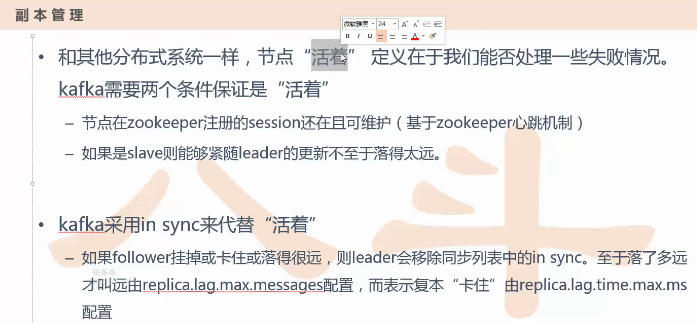 副本管理
微软雅黑 24
B I U
• 和其他分布式系统一样，节点“活着”定义在于我们能否处理一些失败情况。
kafka需要两个条件保证是“活着”
– 节点在zookeeper注册的session还在且可维护（基于zookeeper心跳机制）
– 如果是slave则能够紧随leader的更新不至于落得太远。
• kafka采用in sync来代替“活着”
– 如果follower挂掉或卡住或落得很远，则leader会移除同步列表中的in sync。至于落了多远
才叫远由replica.lag.max.messages配置，而表示复本“卡住”由replica.lag.time.max.ms
配置
八斗